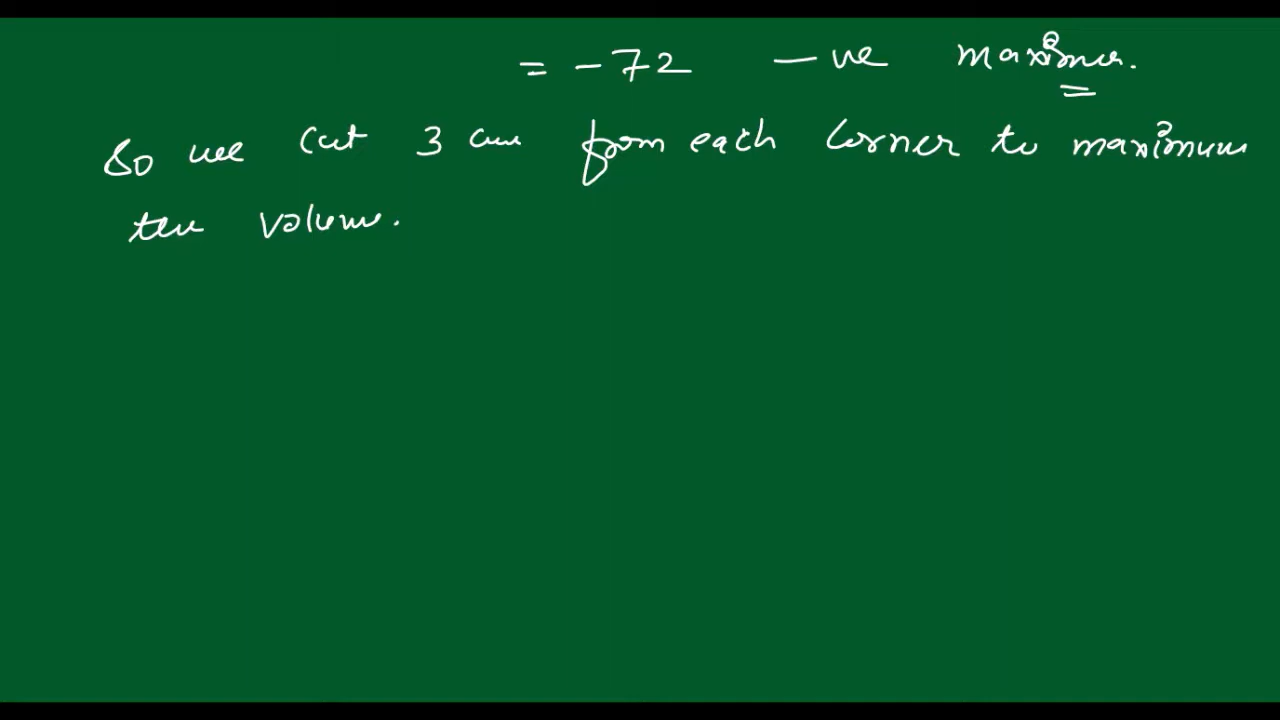 = -72 -ve maxima.
So we cut 3 cm from each corner to maximum
the volume.